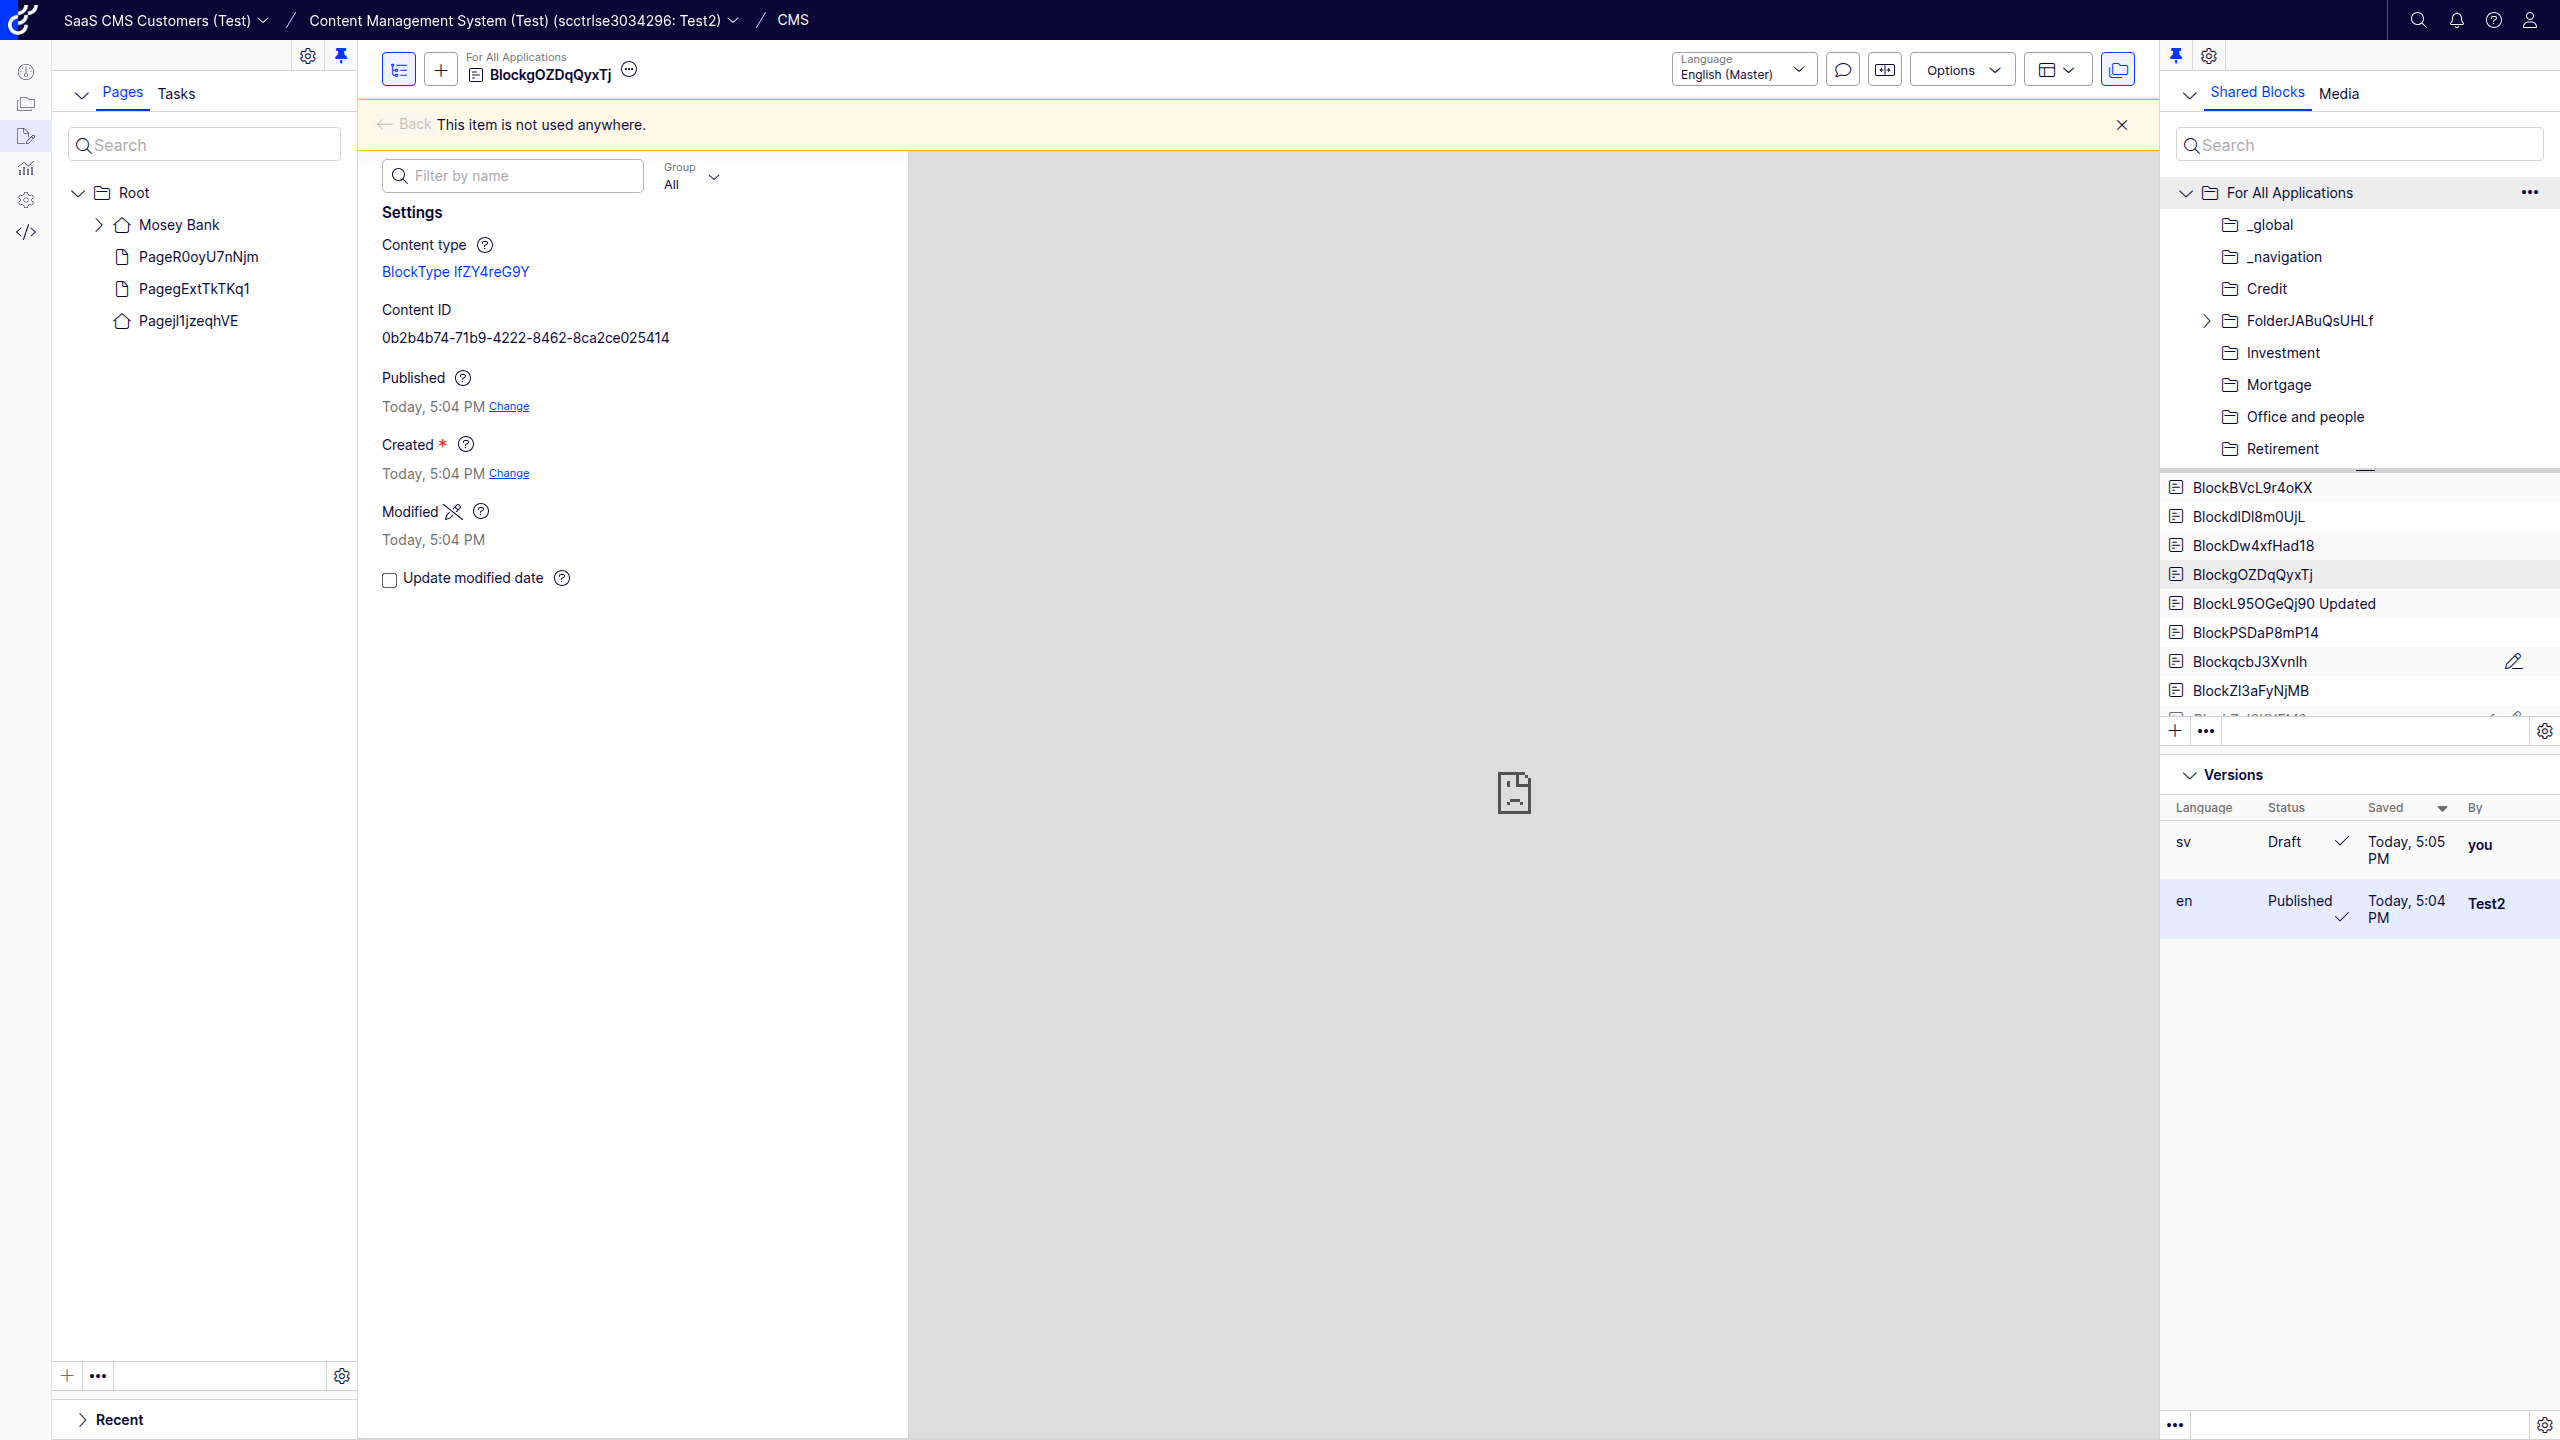 SaaS CMS Customers (Test) / Content Management System (Test) (scctrlse3034296: Test2) / CMS
Pages Tasks
Search
Root
Mosey Bank
PageR0oyU7nNjm
PagegExtTkTKq1
Pagejl1jzeqhVE
Recent
For All Applications
BlockgOZDqQyxTj
Language
English (Master)
Options
Back This item is not used anywhere.
Filter by name
Group
All
Settings
Content type
BlockType lfZY4reG9Y
Content ID
0b2b4b74-71b9-4222-8462-8ca2ce025414
Published
Today, 5:04 PM Change
Created *
Today, 5:04 PM Change
Modified
Today, 5:04 PM
Update modified date
Shared Blocks Media
Search
For All Applications
_global
_navigation
Credit
FolderJABuQsUHLf
Investment
Mortgage
Office and people
Retirement
BlockBVcL9r4oKX
BlockdlDl8m0UjL
BlockDw4xfHad18
BlockgOZDqQyxTj
BlockL95OGeQj90 Updated
BlockPSDaP8mP14
BlockqcbJ3Xvnlh
BlockZl3aFyNjMB
Versions
Language Status Saved By
sv Draft Today, 5:05 PM you
en Published Today, 5:04 PM Test2